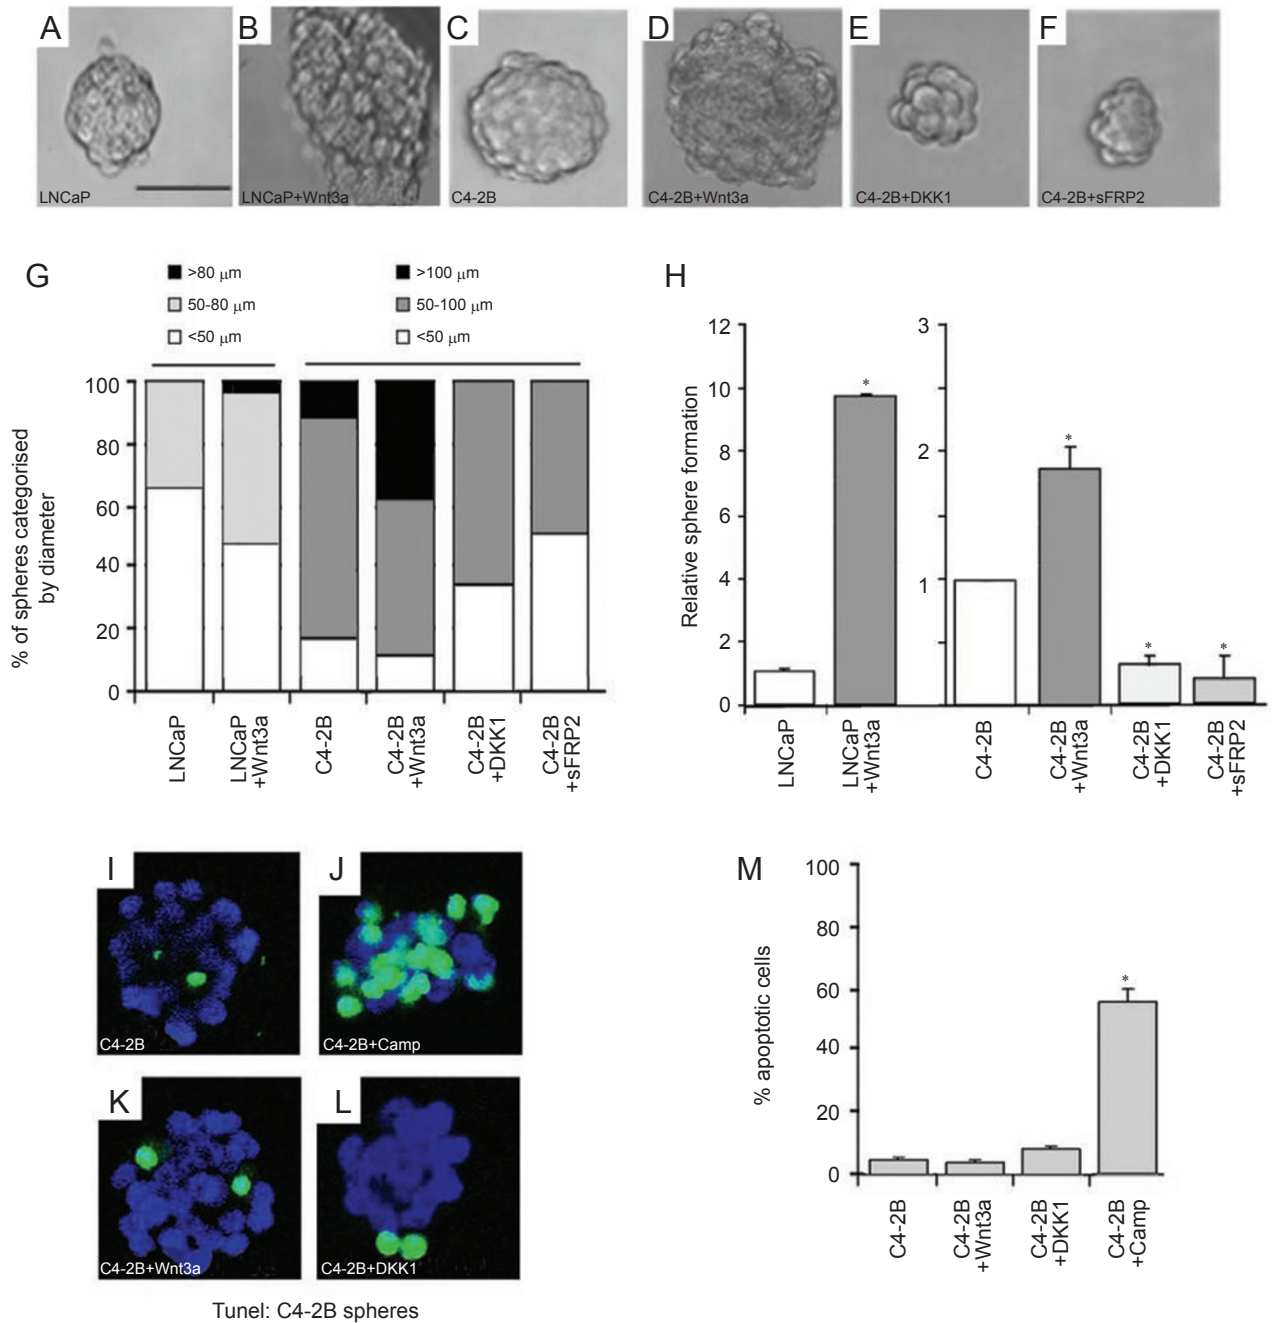 A
B
C
D
E
F
LNCaP
LNCaP+Wnt3a
C4-2B
C4-2B+Wnt3a
C4-2B+DKK1
C4-2B+sFRP2
G
>80 µm
50-80 µm
<50 µm
>100 µm
50-100 µm
<50 µm
% of spheres categorised
by diameter
100
80
60
40
20
0
LNCaP
LNCaP
+Wnt3a
C4-2B
C4-2B
+Wnt3a
C4-2B
+DKK1
C4-2B
+sFRP2
H
Relative sphere formation
12
10
8
6
4
2
0
3
2
1
*
*
*
*
LNCaP
LNCaP
+Wnt3a
C4-2B
C4-2B
+Wnt3a
C4-2B
+DKK1
C4-2B
+sFRP2
I
C4-2B
J
C4-2B+Camp
K
C4-2B+Wnt3a
L
C4-2B+DKK1
Tunel: C4-2B spheres
M
% apoptotic cells
100
80
60
40
20
0
*
C4-2B
C4-2B
+Wnt3a
C4-2B
+DKK1
C4-2B
+Camp